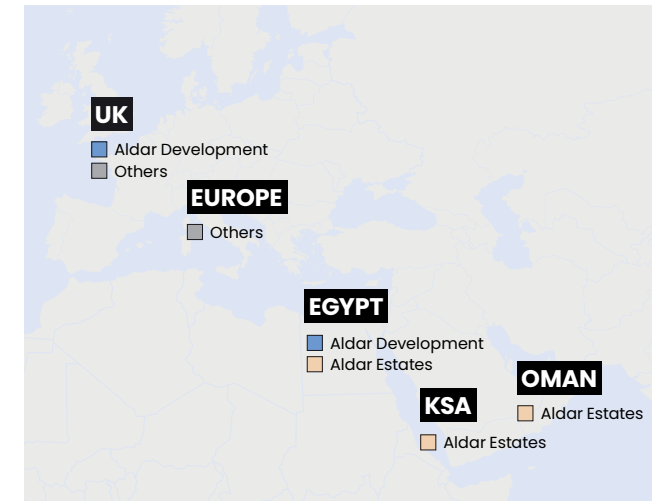 UK
Aldar Development
Others
EUROPE
Others
EGYPT
Aldar Development
Aldar Estates
OMAN
Aldar Estates
KSA
Aldar Estates